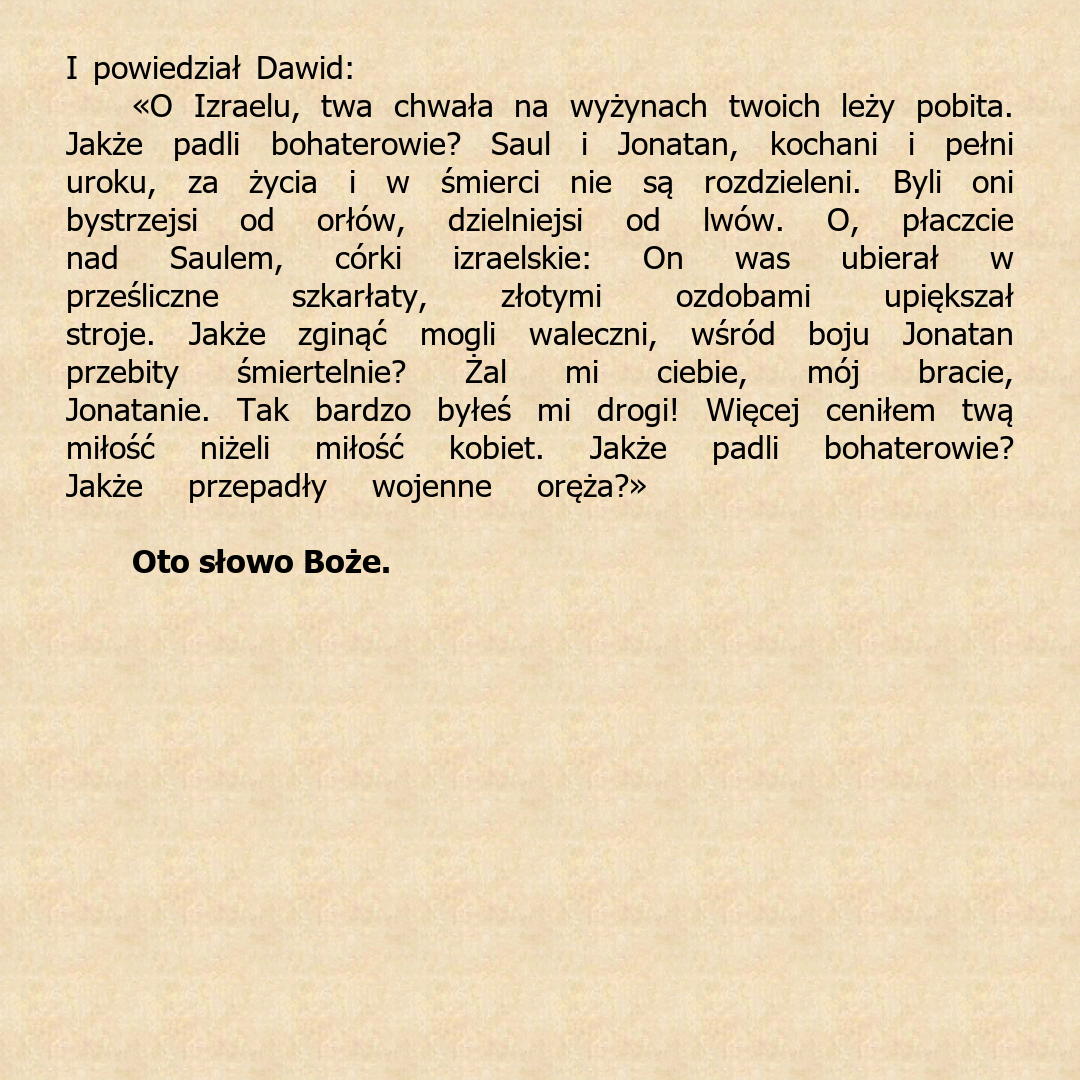 I powiedział Dawid:
«O Izraelu, twa chwała na wyżynach twoich leży pobita.
Jakże padli bohaterowie? Saul i Jonatan, kochani i pełni
uroku, za życia i w śmierci nie są rozdzieleni. Byli oni
bystrzejsi od orłów, dzielniejsi od lwów. O, płaczcie
nad Saulem, córki izraelskie: On was ubierał w
prześliczne szkarłaty, złotymi ozdobami upiększał
stroje. Jakże zginąć mogli waleczni, wśród boju Jonatan
przebity śmiertelnie? Żal mi ciebie, mój bracie,
Jonatanie. Tak bardzo byłeś mi drogi! Więcej ceniłem twą
miłość niżeli miłość kobiet. Jakże padli bohaterowie?
Jakże przepadły wojenne oręża?»
Oto słowo Boże.